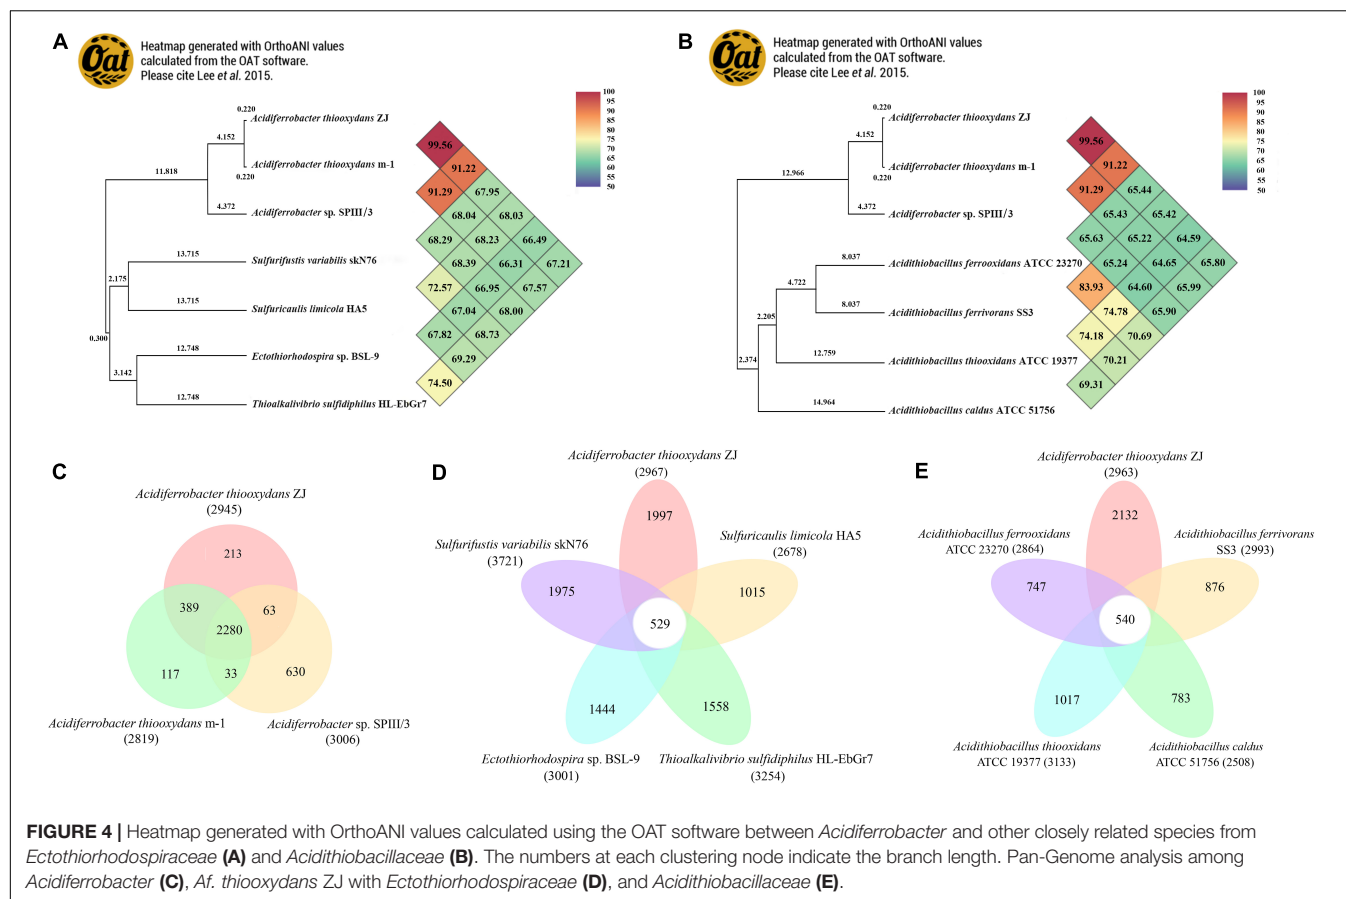 A
Oat
Heatmap generated with OrthoANI values
calculated from the OAT software.
Please cite Lee et al. 2015.
100
95
90
85
80
75
70
65
60
55
50
0.220
Acidiferrobacter thiooxydans ZJ
4.152
Acidiferrobacter thiooxydans m-1
0.220
11.818
4.372
Acidiferrobacter sp. SPIII/3
13.715
Sulfurifustis variabilis skN76
2.175
13.715
Sulfuricaulis limicola HA5
0.300
12.748
Ectothiorhodospira sp. BSL-9
3.142
12.748
Thioalkalivibrio sulfidiphilus HL-EbGr7
99.56
91.22
91.29 67.95
68.04 68.03
68.29 68.23 66.49
68.39 66.31 67.21
72.57 66.95 67.57
67.04 68.00
67.82 68.73
69.29
74.50
B
Oat
Heatmap generated with OrthoANI values
calculated from the OAT software.
Please cite Lee et al. 2015.
100
95
90
85
80
75
70
65
60
55
50
0.220
Acidiferrobacter thiooxydans ZJ
4.152
Acidiferrobacter thiooxydans m-1
0.220
12.966
4.372
Acidiferrobacter sp. SPIII/3
8.037
Acidithiobacillus ferrooxidans ATCC 23270
4.722
8.037
Acidithiobacillus ferrivorans SS3
2.205
12.759
Acidithiobacillus thiooxidans ATCC 19377
2.374
14.964
Acidithiobacillus caldus ATCC 51756
99.56
91.22
91.29 65.44
65.43 65.42
65.63 65.22 64.59
65.24 64.65 65.80
83.93 64.60 65.99
74.78 65.90
74.18 70.69
70.21
69.31
C
Acidiferrobacter thiooxydans ZJ
(2945)
213
389
63
2280
117
33
630
Acidiferrobacter thiooxydans m-1
(2819)
Acidiferrobacter sp. SPIII/3
(3006)
D
Acidiferrobacter thiooxydans ZJ
(2967)
1997
Sulfurifustis variabilis skN76
(3721)
Sulfuricaulis limicola HA5
(2678)
1975
1015
529
1444
1558
Ectothiorhodospira sp. BSL-9
(3001)
Thioalkalivibrio sulfidiphilus HL-EbGr7
(3254)
E
Acidiferrobacter thiooxydans ZJ
(2963)
2132
Acidithiobacillus ferrooxidans
ATCC 23270 (2864)
Acidithiobacillus ferrivorans
SS3 (2993)
747
876
540
1017
783
Acidithiobacillus thiooxidans
ATCC 19377 (3133)
Acidithiobacillus caldus
ATCC 51756 (2508)
FIGURE 4 | Heatmap generated with OrthoANI values calculated using the OAT software between Acidiferrobacter and other closely related species from
Ectothiorhodospiraceae (A) and Acidithiobacillaceae (B). The numbers at each clustering node indicate the branch length. Pan-Genome analysis among
Acidiferrobacter (C), Af. thiooxydans ZJ with Ectothiorhodospiraceae (D), and Acidithiobacillaceae (E).